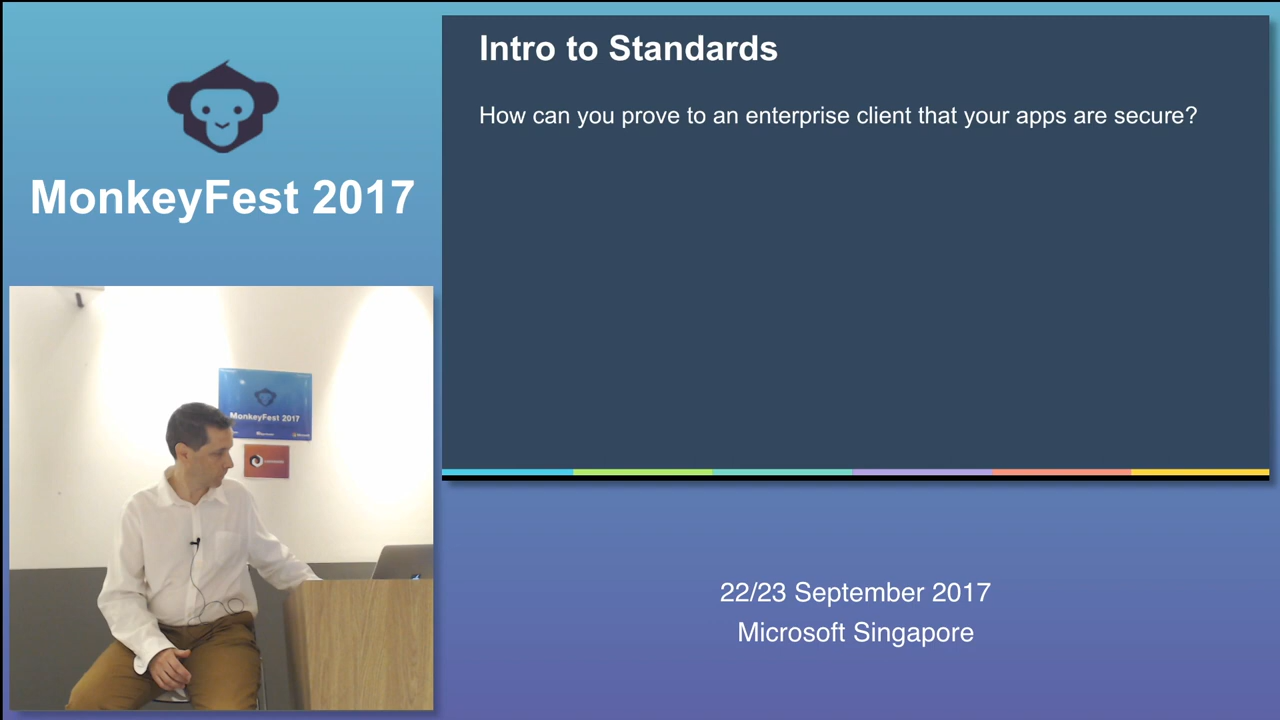 MonkeyFest 2017
Intro to Standards
How can you prove to an enterprise client that your apps are secure?
MonkeyFest 2017
22/23 September 2017
Microsoft Singapore